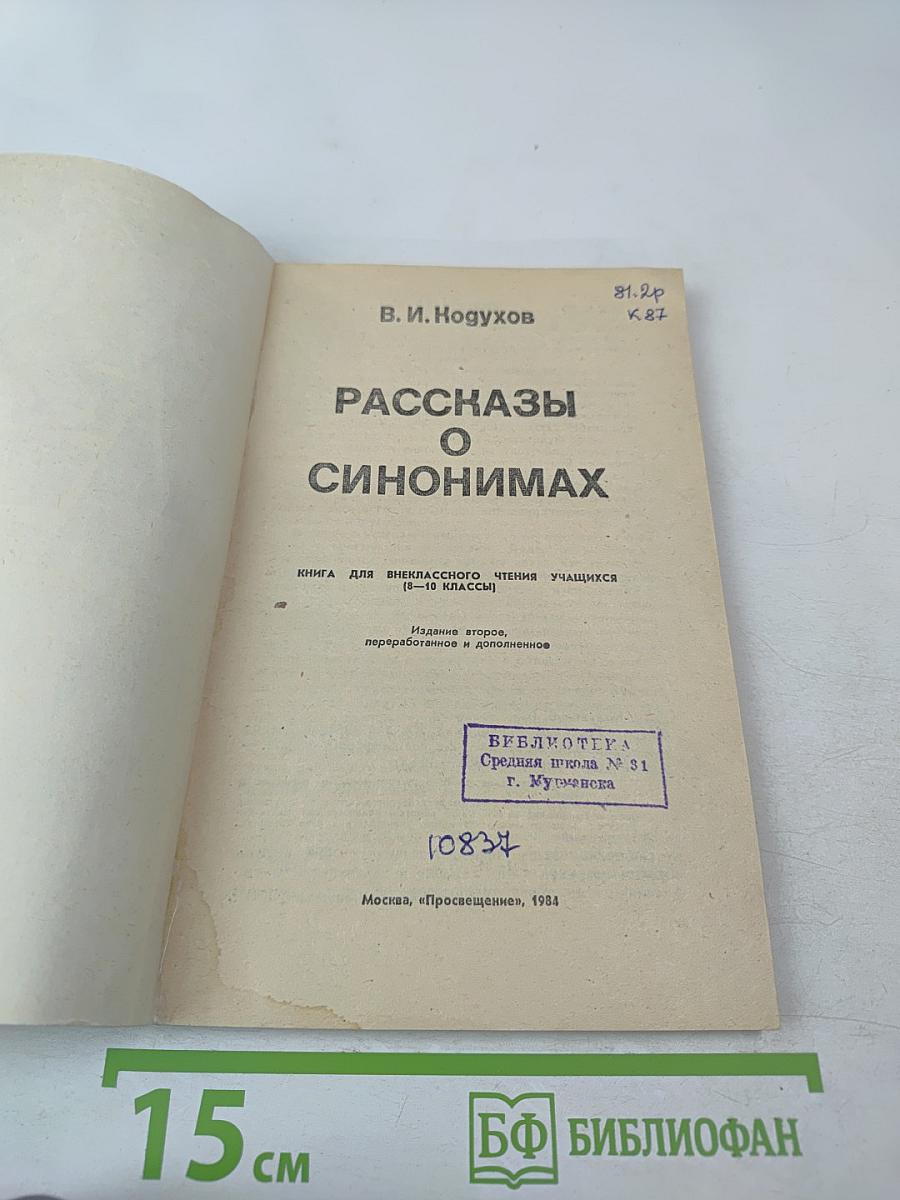 81.2р
К 87
В. И. Кодухов
РАССКАЗЫ
О
СИНОНИМАХ
КНИГА ДЛЯ ВНЕКЛАССНОГО ЧТЕНИЯ УЧАЩИХСЯ
(8—10 КЛАССЫ)
Издание второе,
переработанное и дополненное
БИБЛИОТЕКА
Средняя школа № 31
г. Мурманска
10837
Москва, «Просвещение», 1984
15 см
БФ БИБЛИОФАН